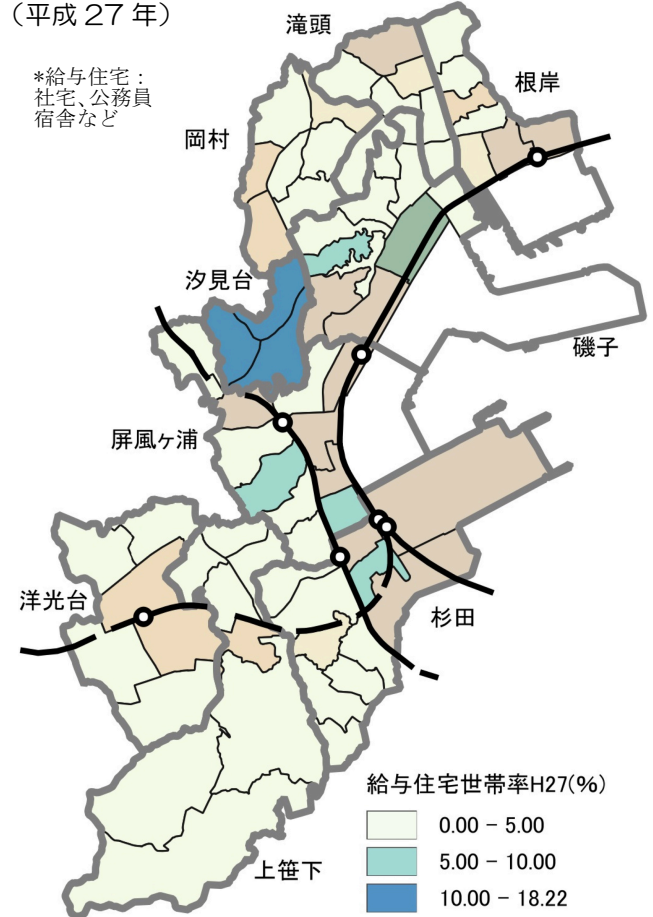 （平成27年）
*給与住宅：
社宅、公務員
宿舎など
滝頭
根岸
岡村
汐見台
磯子
屏風ヶ浦
洋光台
杉田
上笹下
給与住宅世帯率H27(%)
0.00 - 5.00
5.00 - 10.00
10.00 - 18.22